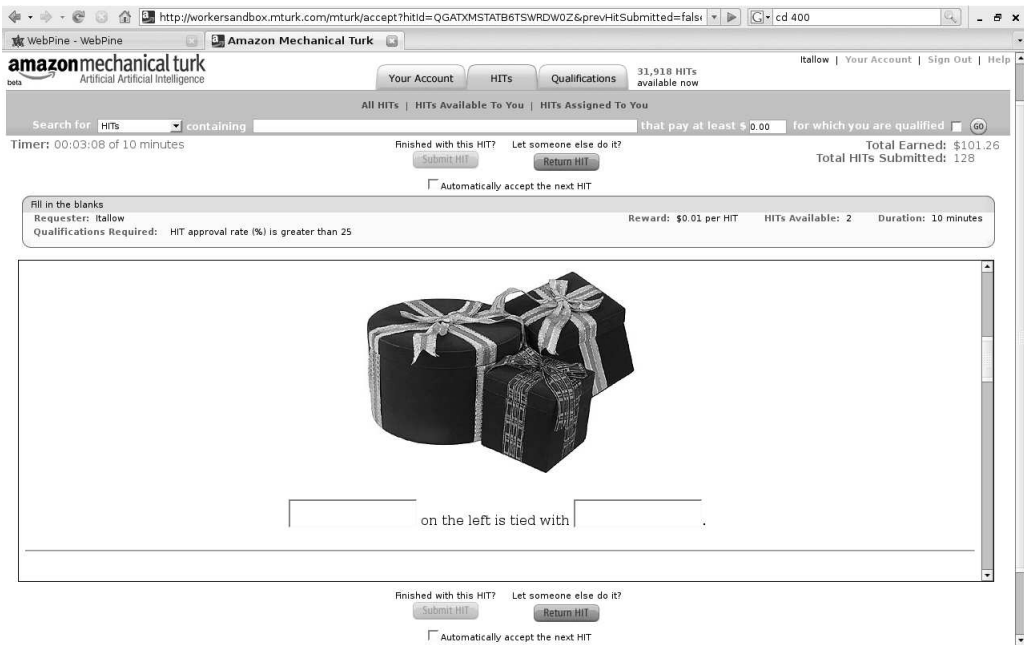 http://workersandbox.mturk.com/mturk/accept?hitId=QGATXMSTATB6TSWRDW0Z&prevHitSubmitted=fals
cd 400
WebPine - WebPine
Amazon Mechanical Turk
amazon mechanical turk
beta
Artificial Artificial Intelligence
Your Account
HITs
Qualifications
31,918 HITs
available now
Itallow | Your Account | Sign Out | Help
All HITs | HITs Available To You | HITs Assigned To You
Search for HITs containing that pay at least $ 0.00 for which you are qualified GO
Timer: 00:03:08 of 10 minutes
Finished with this HIT? Let someone else do it?
Submit HIT Return HIT
Automatically accept the next HIT
Total Earned: $101.26
Total HITs Submitted: 128
Fill in the blanks
Requester: Itallow Reward: $0.01 per HIT HITs Available: 2 Duration: 10 minutes
Qualifications Required: HIT approval rate (%) is greater than 25
on the left is tied with .
Finished with this HIT? Let someone else do it?
Submit HIT Return HIT
Automatically accept the next HIT